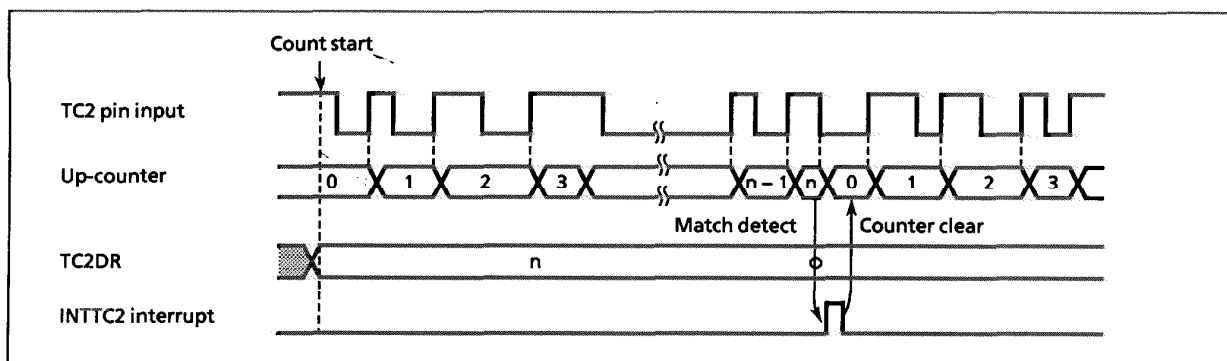 Count start
TC2 pin input
Up-counter
0 1 2 3 n – 1 n 0 1 2 3
Match detect Counter clear
TC2DR
n
INTTC2 interrupt